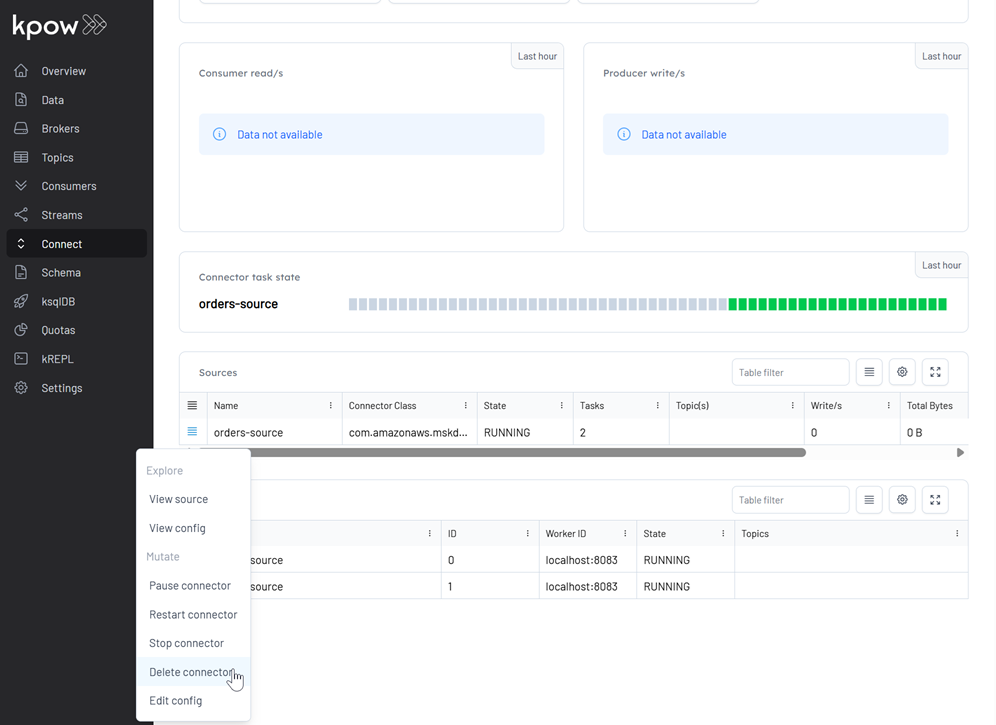 kpow
Overview
Data
Brokers
Topics
Consumers
Streams
Connect
Schema
ksqlDB
Quotas
kREPL
Settings
Last hour
Consumer read/s
Data not available
Last hour
Producer write/s
Data not available
Last hour
Connector task state
orders-source
Sources
Table filter
Name Connector Class State Tasks Topic(s) Write/s Total Bytes
orders-source com.amazonaws.mskd... RUNNING 2 0 0 B
Table filter
ID Worker ID State Topics
source 0 localhost:8083 RUNNING
source 1 localhost:8083 RUNNING
Explore
View source
View config
Mutate
Pause connector
Restart connector
Stop connector
Delete connector
Edit config